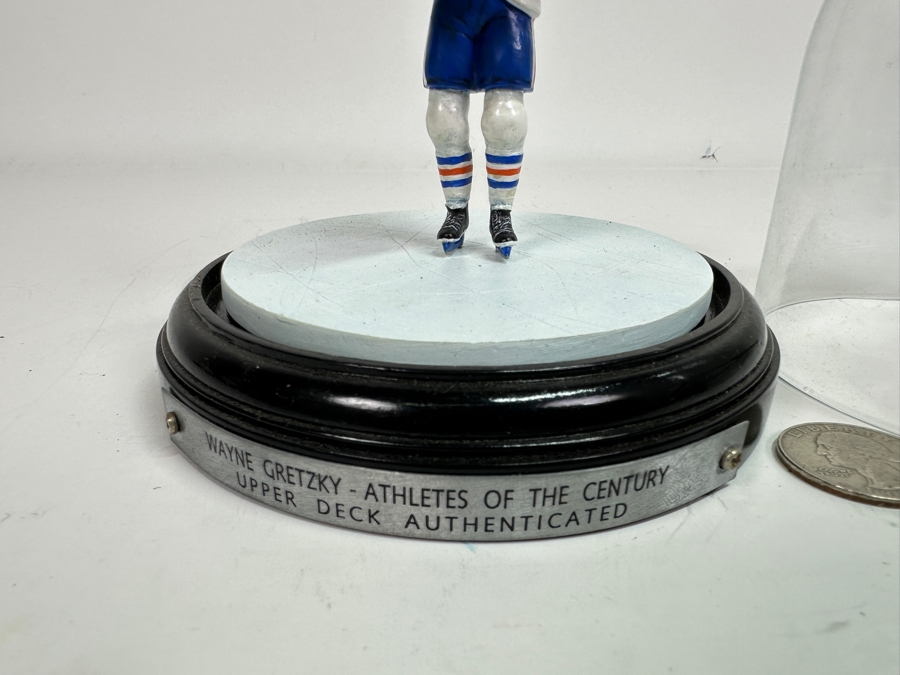 WAYNE GRETZKY - ATHLETES OF THE CENTURY
UPPER DECK AUTHENTICATED